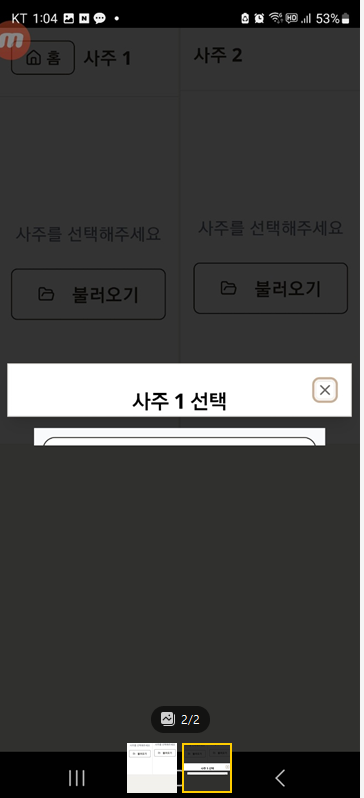 KT 1:04 53%
홈 사주 1 사주 2
사주를 선택해주세요 사주를 선택해주세요
불러오기 불러오기
사주 1 선택
2/2